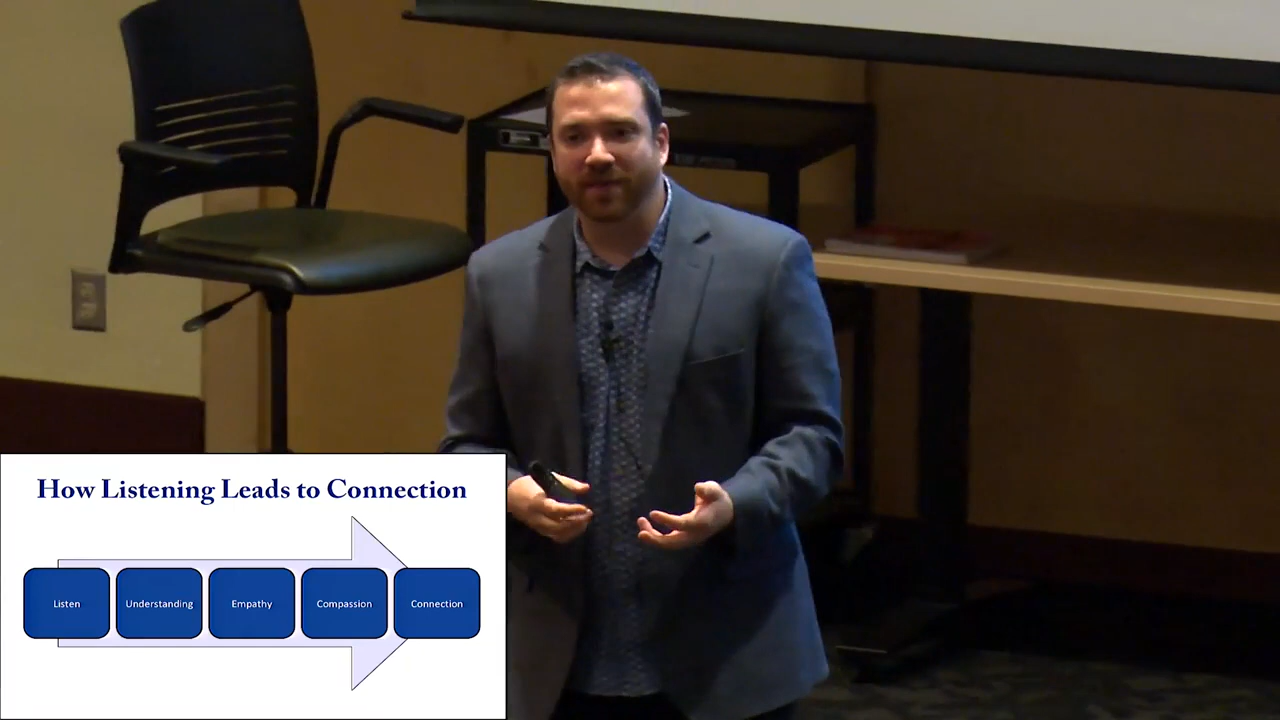 How Listening Leads to Connection
Listen
Understanding
Empathy
Compassion
Connection